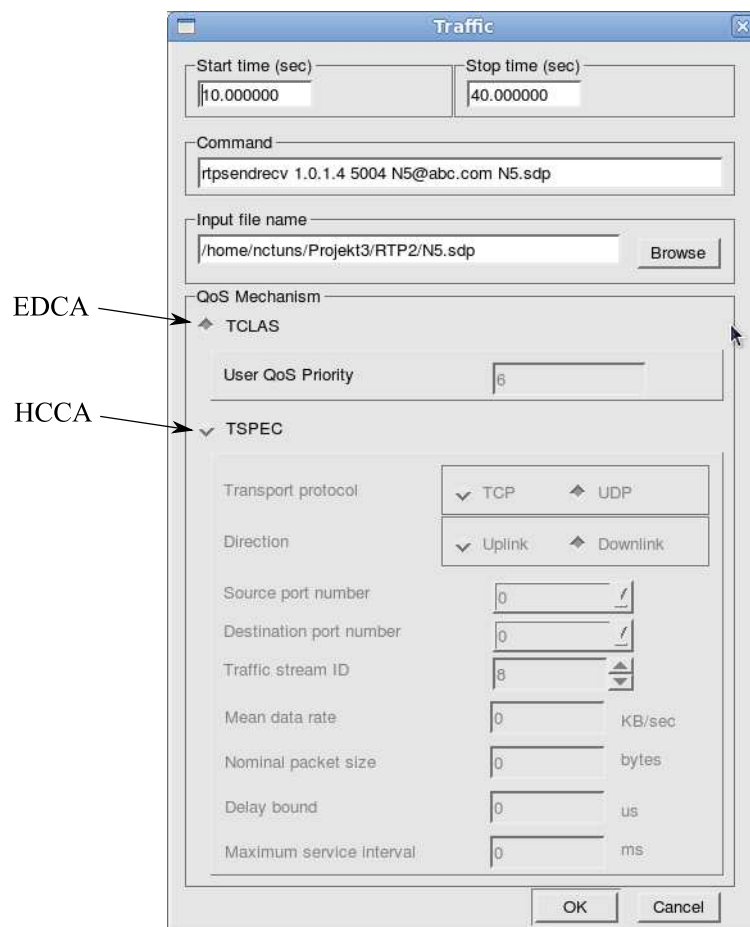 Traffic
Start time (sec) Stop time (sec)
10.000000 40.000000
Command
rtpsendrecv 1.0.1.4 5004 N5@abc.com N5.sdp
Input file name
/home/nctuns/Projekt3/RTP2/N5.sdp Browse
QoS Mechanism
EDCA TCLAS
User QoS Priority 6
HCCA TSPEC
Transport protocol TCP UDP
Direction Uplink Downlink
Source port number 0
Destination port number 0
Traffic stream ID 8
Mean data rate 0 KB/sec
Nominal packet size 0 bytes
Delay bound 0 us
Maximum service interval 0 ms
OK Cancel